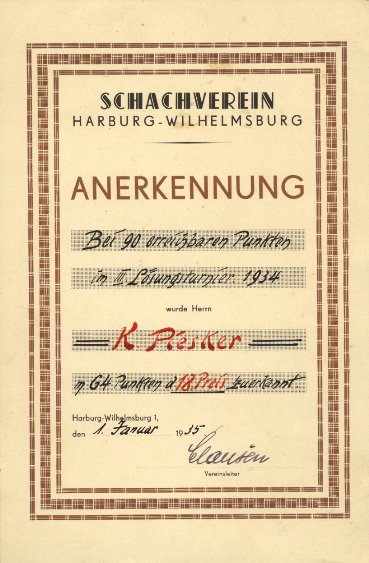 SCHACHVEREIN
HARBURG-WILHELMSBURG
ANERKENNUNG
Bei 90 erreichbaren Punkten
im II. Lösungsturnier 1934
wurde Herrn
K Plesker
m 64 Punkten d 18. Preis zuerkannt
Harburg-Wilhelmsburg 1,
den 1. Januar 1935
Clausen
Vereinsleiter